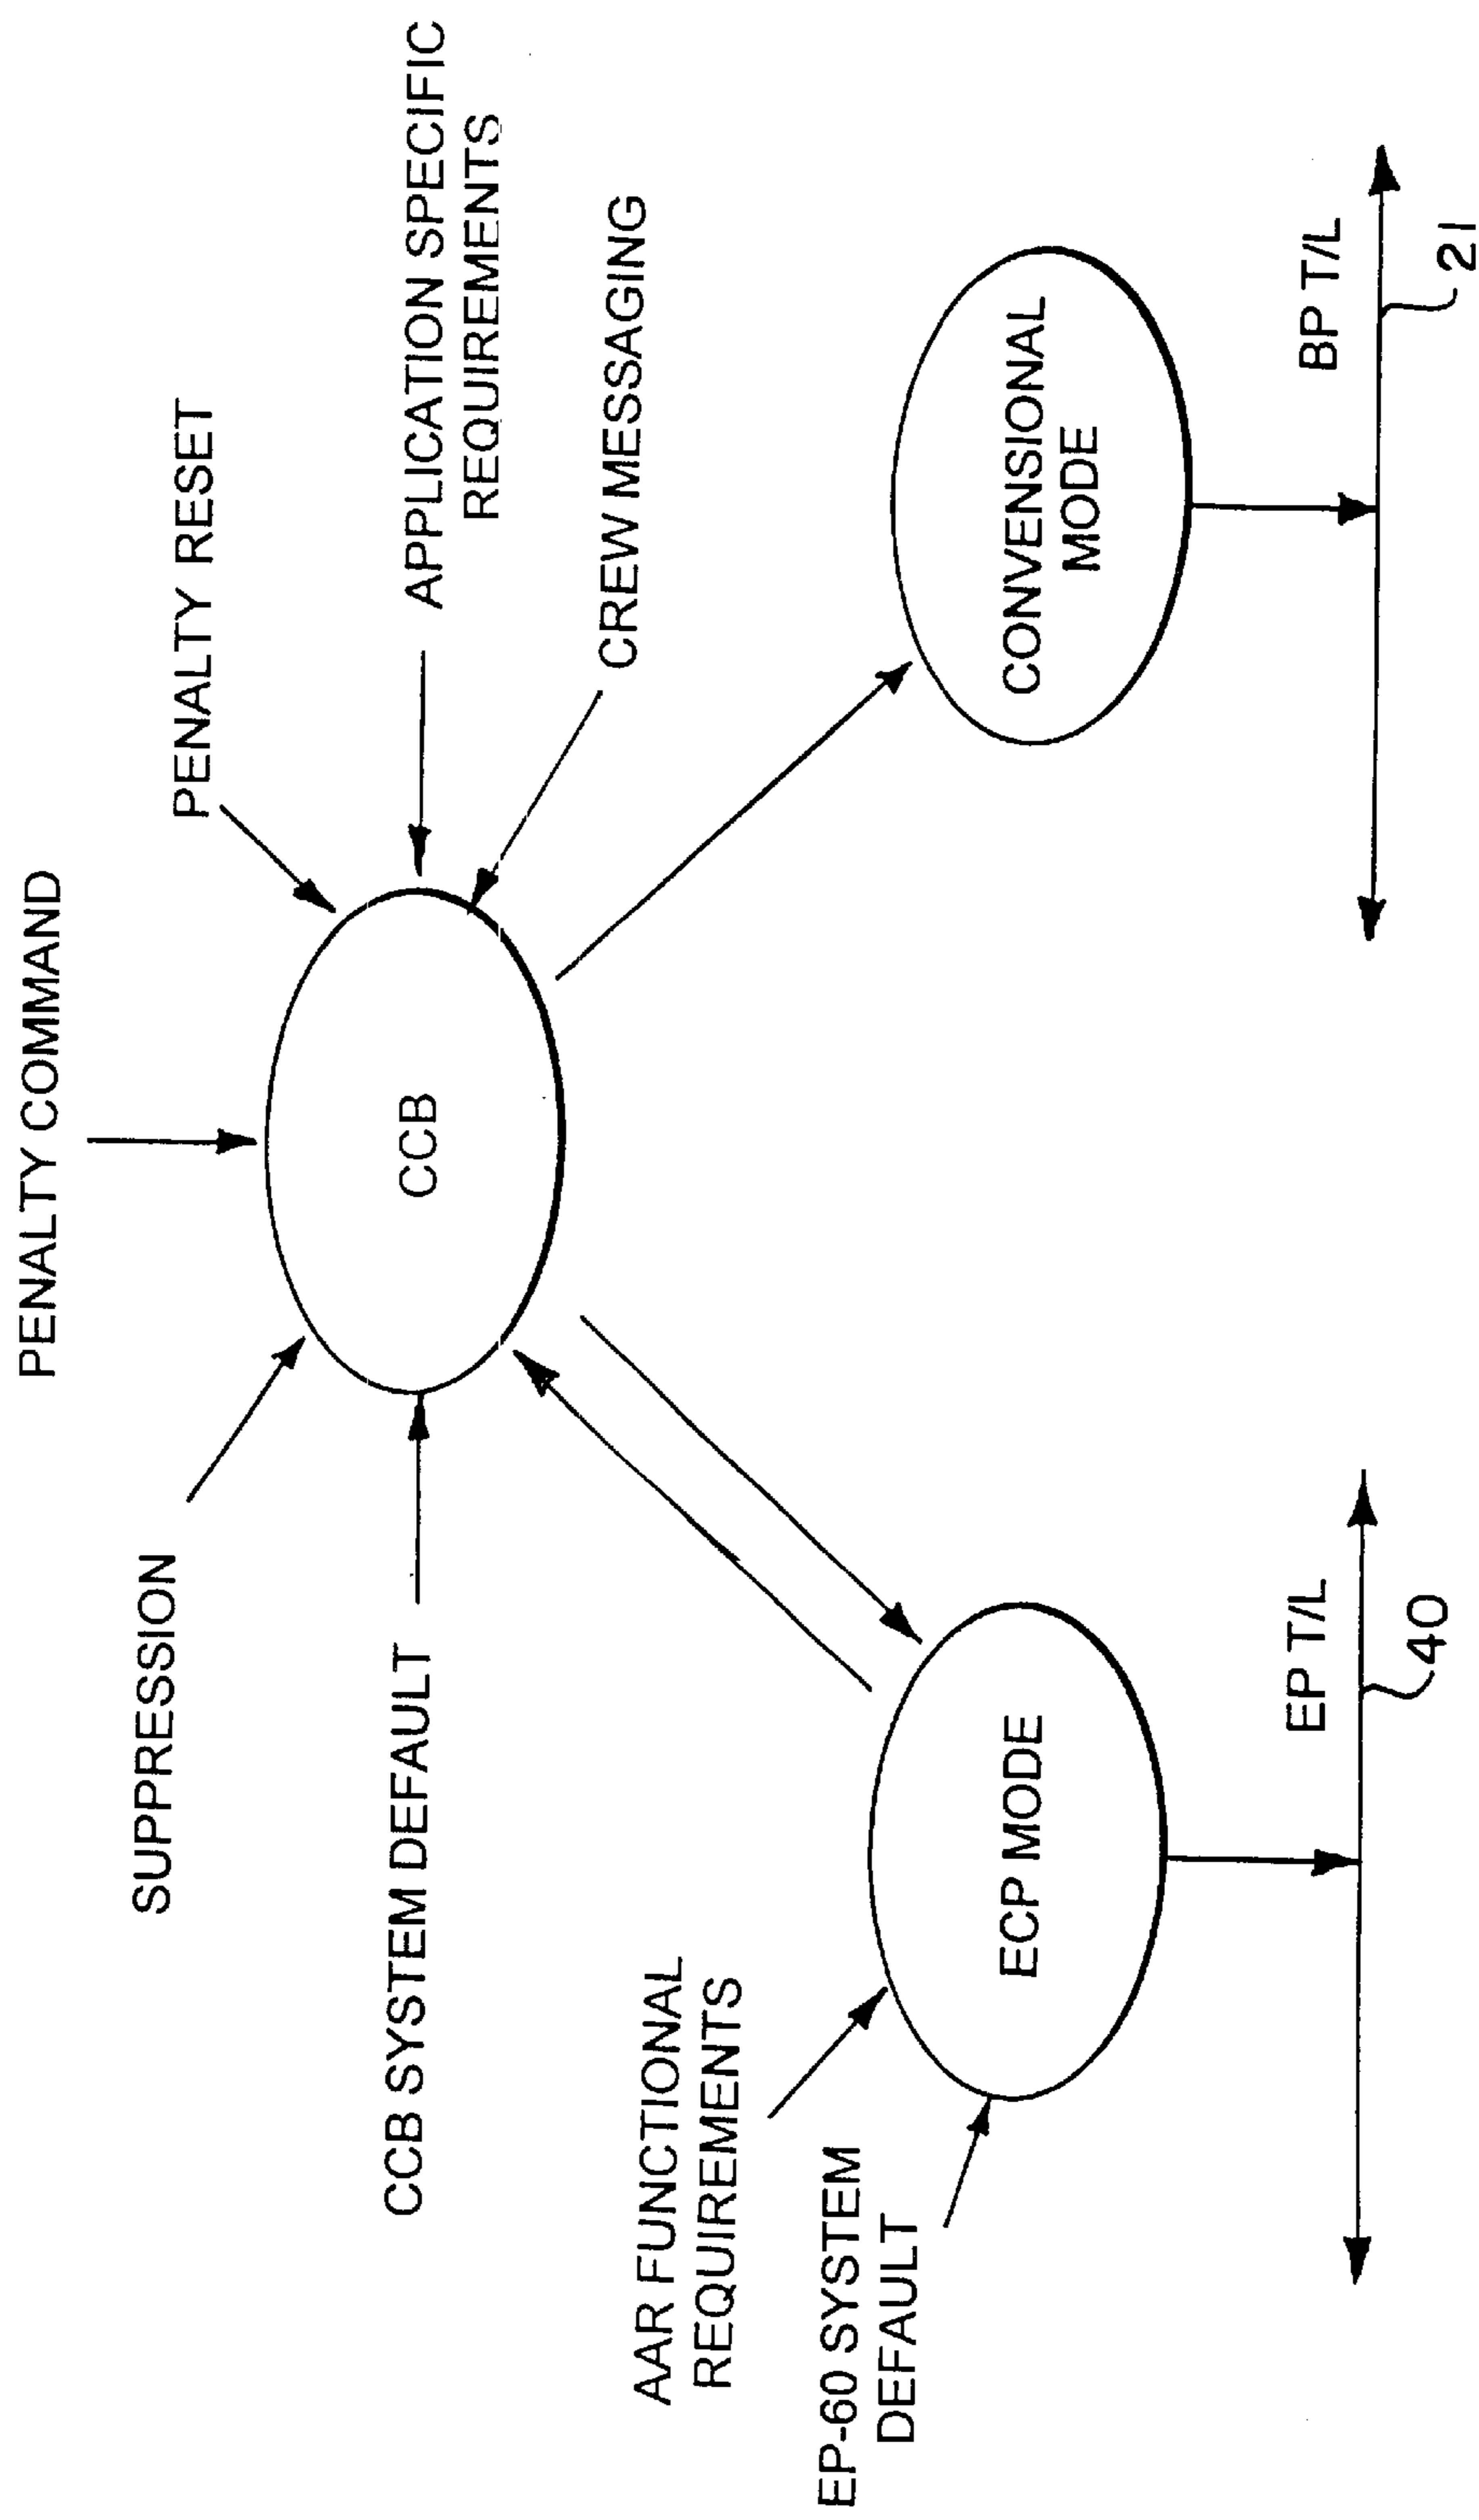 PENALTY COMMAND
SUPPRESSION
PENALTY RESET
CCB SYSTEM DEFAULT
CCB
APPLICATION SPECIFIC
REQUIREMENTS
CREW MESSAGING
AAR FUNCTIONAL
REQUIREMENTS
EP-60 SYSTEM
DEFAULT
ECP MODE
CONVENSIONAL
MODE
EP T/L
40
BP T/L
21